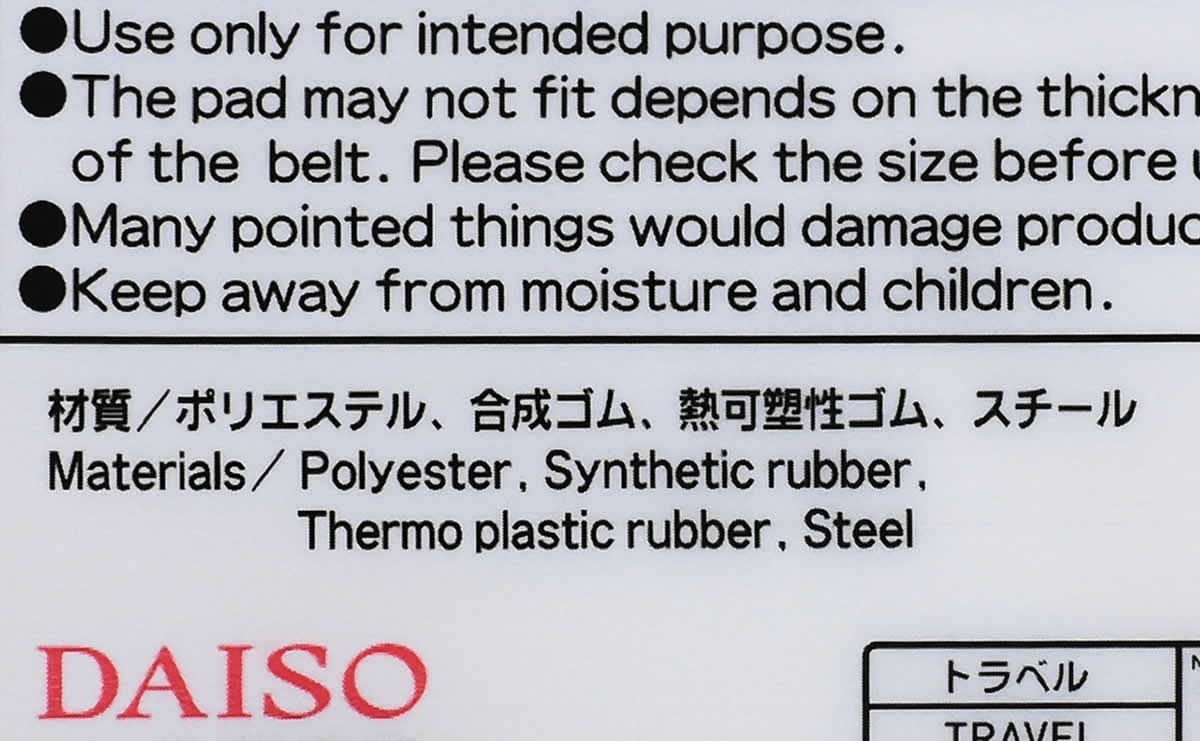 ●Use only for intended purpose.
●The pad may not fit depends on the
of the belt. Please check the size before
●Many pointed things would damage
●Keep away from moisture and children.
材質／ポリエステル、合成ゴム、熱可塑性ゴム、スチール
Materials／ Polyester, Synthetic rubber,
Thermo plastic rubber, Steel
DAISO
トラベル
TRAVEL